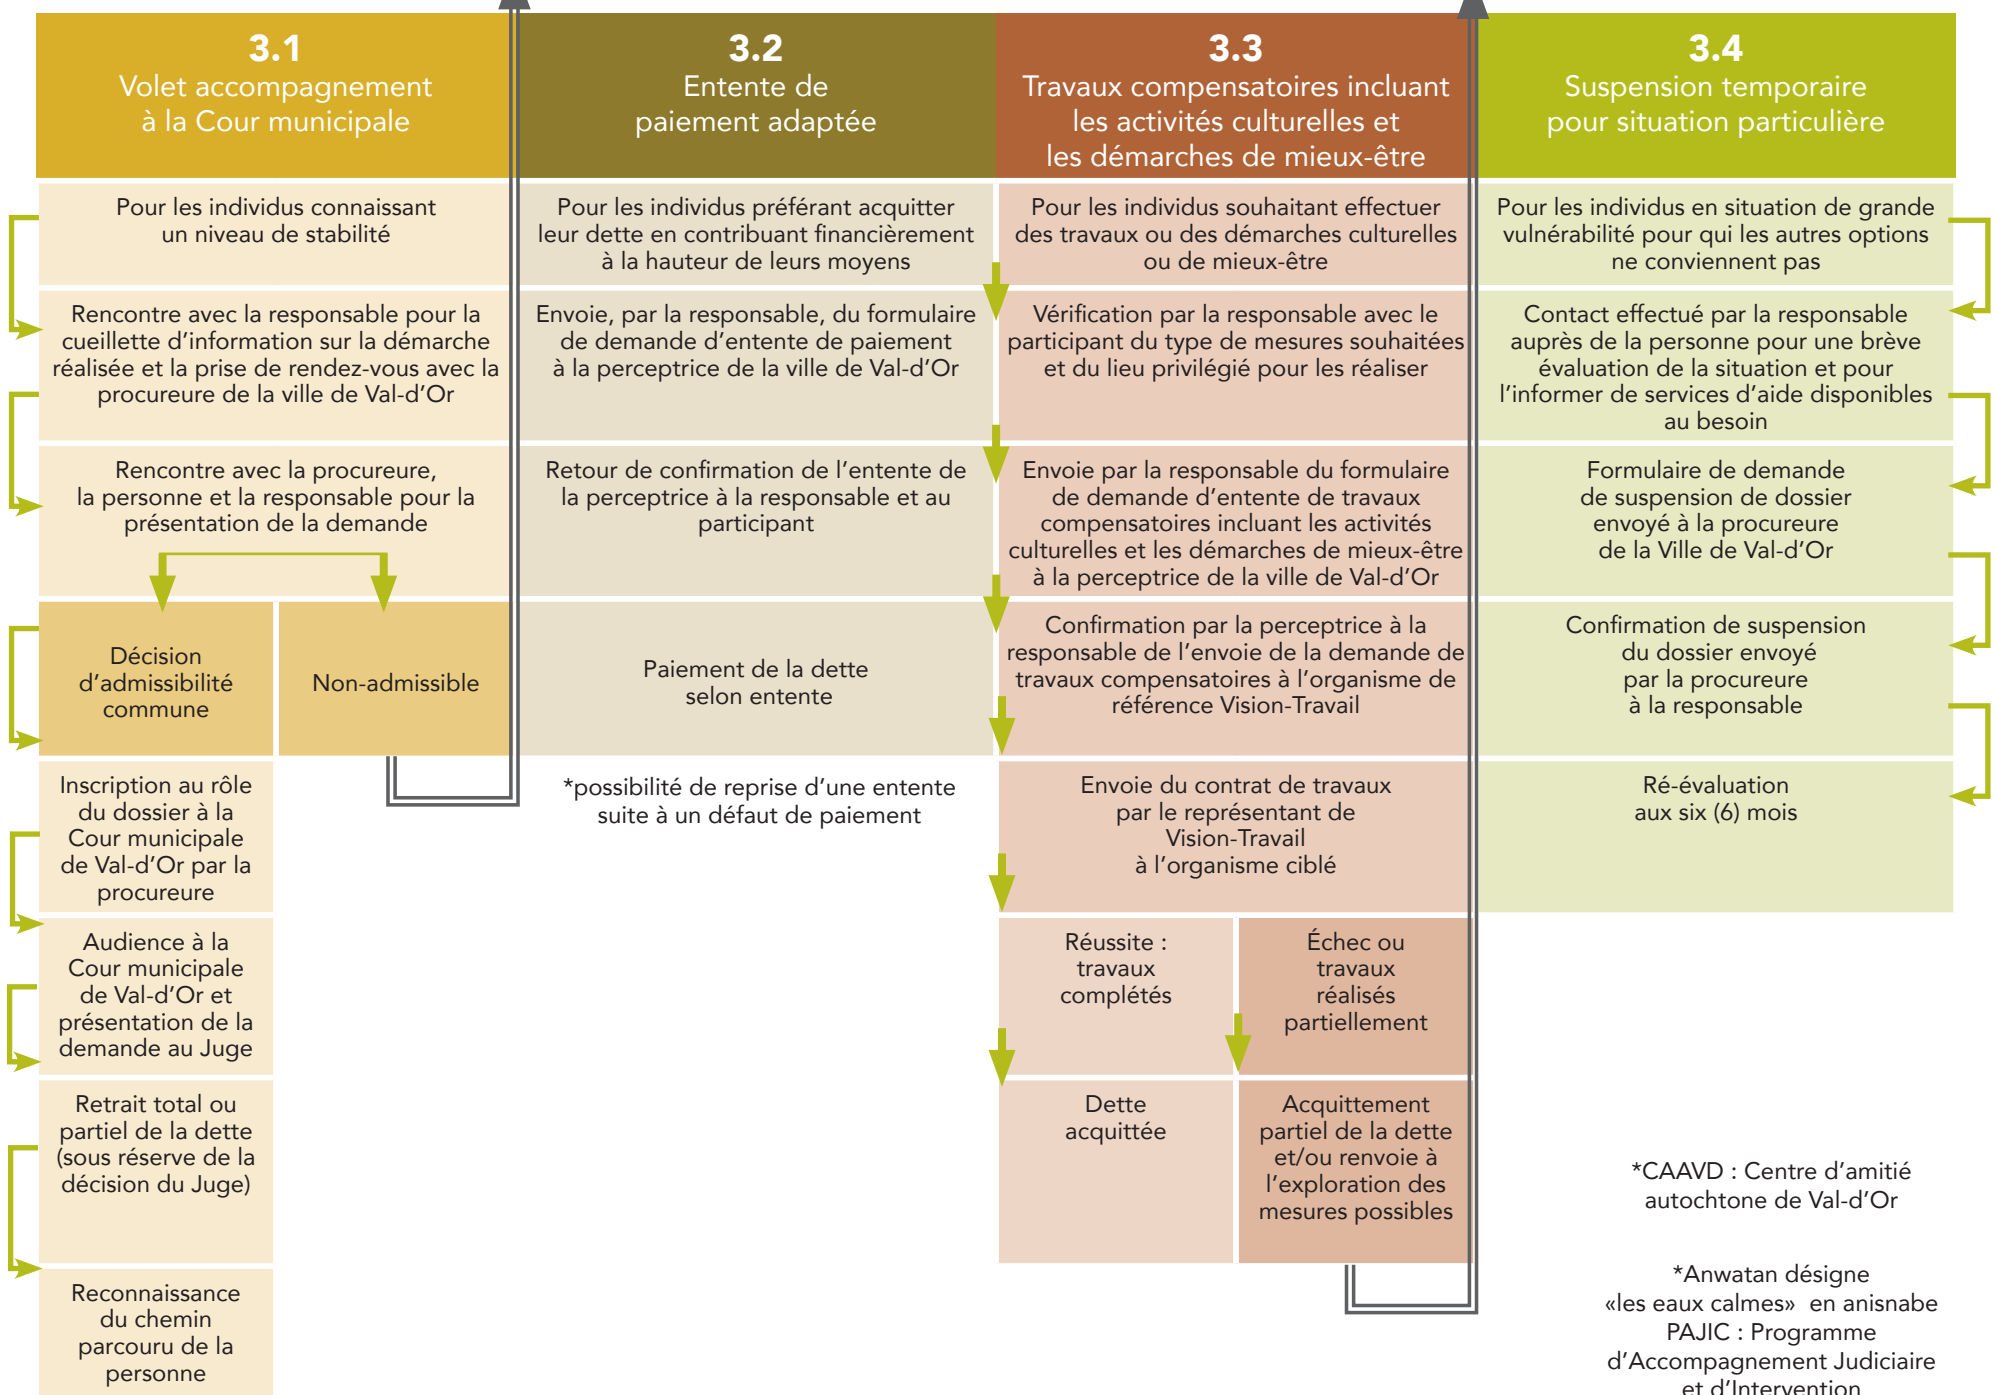 3.1
Volet accompagnement
à la Cour municipale
Pour les individus connaissant
un niveau de stabilité
Rencontre avec la responsable pour la
cueillette d’information sur la démarche
réalisée et la prise de rendez-vous avec la
procureure de la ville de Val-d’Or
Rencontre avec la procureure,
la personne et la responsable pour la
présentation de la demande
Décision
d’admissibilité
commune
Non-admissible
Inscription au rôle
du dossier à la
Cour municipale
de Val-d’Or par la
procureure
Audience à la
Cour municipale
de Val-d’Or et
présentation de la
demande au Juge
Retrait total ou
partiel de la dette
(sous réserve de la
décision du Juge)
Reconnaissance
du chemin
parcouru de la
personne
3.2
Entente de
paiement adaptée
Pour les individus préférant acquitter
leur dette en contribuant financièrement
à la hauteur de leurs moyens
Envoie, par la responsable, du formulaire
de demande d’entente de paiement
à la perceptrice de la ville de Val-d’Or
Retour de confirmation de l’entente de
la perceptrice à la responsable et au
participant
Paiement de la dette
selon entente
*possibilité de reprise d’une entente
suite à un défaut de paiement
3.3
Travaux compensatoires incluant
les activités culturelles et
les démarches de mieux-être
Pour les individus souhaitant effectuer
des travaux ou des démarches culturelles
ou de mieux-être
Vérification par la responsable avec le
participant du type de mesures souhaitées
et du lieu privilégié pour les réaliser
Envoie par la responsable du formulaire
de demande d’entente de travaux
compensatoires incluant les activités
culturelles et les démarches de mieux-être
à la perceptrice de la ville de Val-d’Or
Confirmation par la perceptrice à la
responsable de l’envoie de la demande de
travaux compensatoires à l’organisme de
référence Vision-Travail
Envoie du contrat de travaux
par le représentant de
Vision-Travail
à l’organisme ciblé
Réussite :
travaux
complétés
Échec ou
travaux
réalisés
partiellement
Dette
acquittée
Acquittement
partiel de la dette
et/ou renvoie à
l’exploration des
mesures possibles
3.4
Suspension temporaire
pour situation particulière
Pour les individus en situation de grande
vulnérabilité pour qui les autres options
ne conviennent pas
Contact effectué par la responsable
auprès de la personne pour une brève
évaluation de la situation et pour
l’informer de services d’aide disponibles
au besoin
Formulaire de demande
de suspension de dossier
envoyé à la procureure
de la Ville de Val-d’Or
Confirmation de suspension
du dossier envoyé
par la procureure
à la responsable
Ré-évaluation
aux six (6) mois
*CAAVD : Centre d’amitié
autochtone de Val-d’Or
*Anwatan désigne
«les eaux calmes» en anisnabe
PAJIC : Programme
d’Accompagnement Judiciaire
et d’Intervention